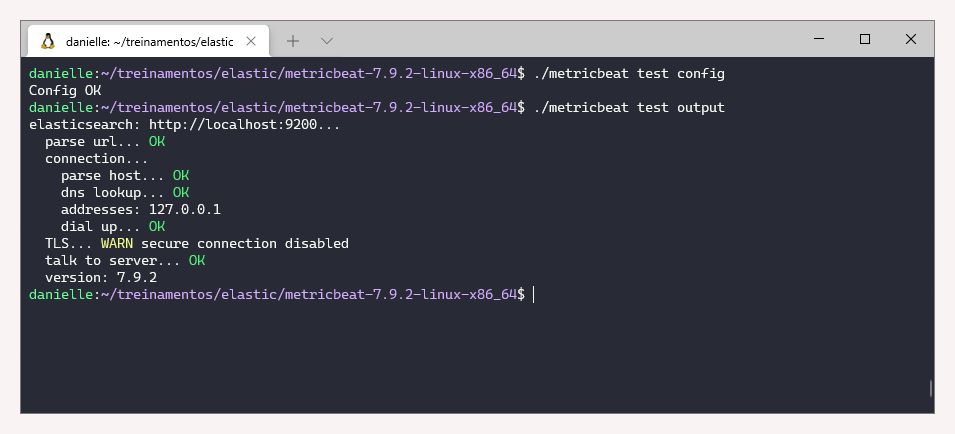 danielle: ~/treinamentos/elastic
danielle:~/treinamentos/elastic/metricbeat-7.9.2-linux-x86_64$ ./metricbeat test config
Config OK
danielle:~/treinamentos/elastic/metricbeat-7.9.2-linux-x86_64$ ./metricbeat test output
elasticsearch: http://localhost:9200...
  parse url... OK
  connection...
    parse host... OK
    dns lookup... OK
    addresses: 127.0.0.1
    dial up... OK
  TLS... WARN secure connection disabled
  talk to server... OK
  version: 7.9.2
danielle:~/treinamentos/elastic/metricbeat-7.9.2-linux-x86_64$